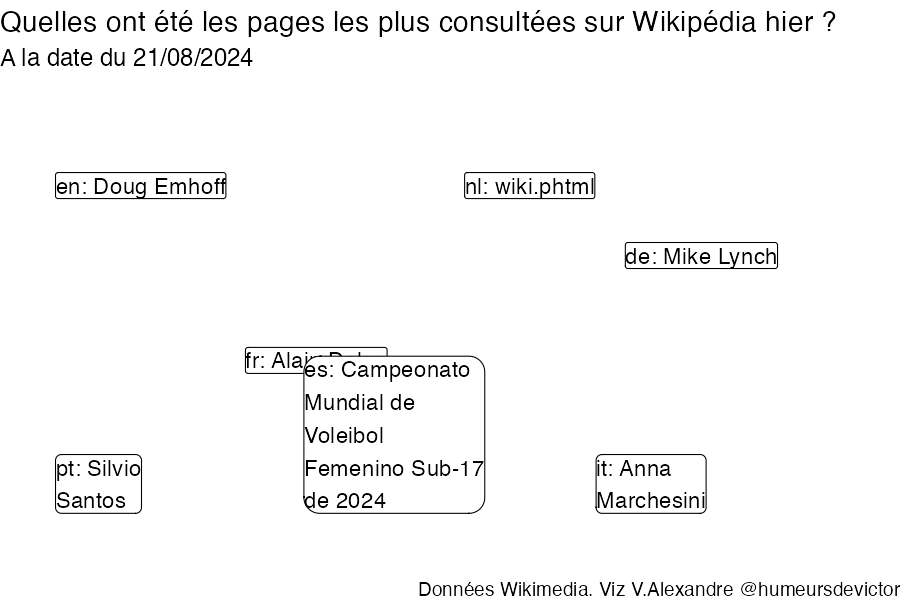 Quelles ont été les pages les plus consultées sur Wikipédia hier ?
A la date du 21/08/2024
en: Doug Emhoff
nl: wiki.phtml
de: Mike Lynch
fr: Alain
es: Campeonato
Mundial de
Voleibol
Femenino Sub-17
de 2024
pt: Silvio
Santos
it: Anna
Marchesini
Données Wikimedia. Viz V.Alexandre @humeursdevictor